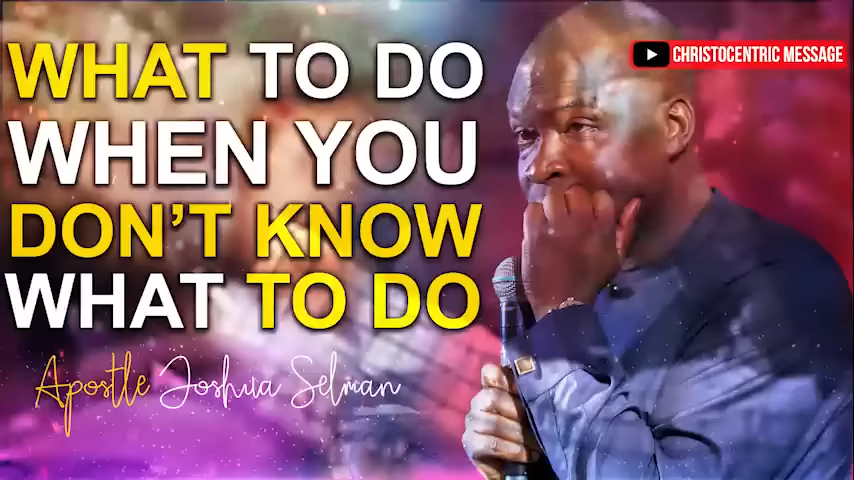 WHAT TO DO
WHEN YOU
DON'T KNOW
WHAT TO DO
Apostle Joshua Selman
CHRISTOCENTRIC MESSAGE